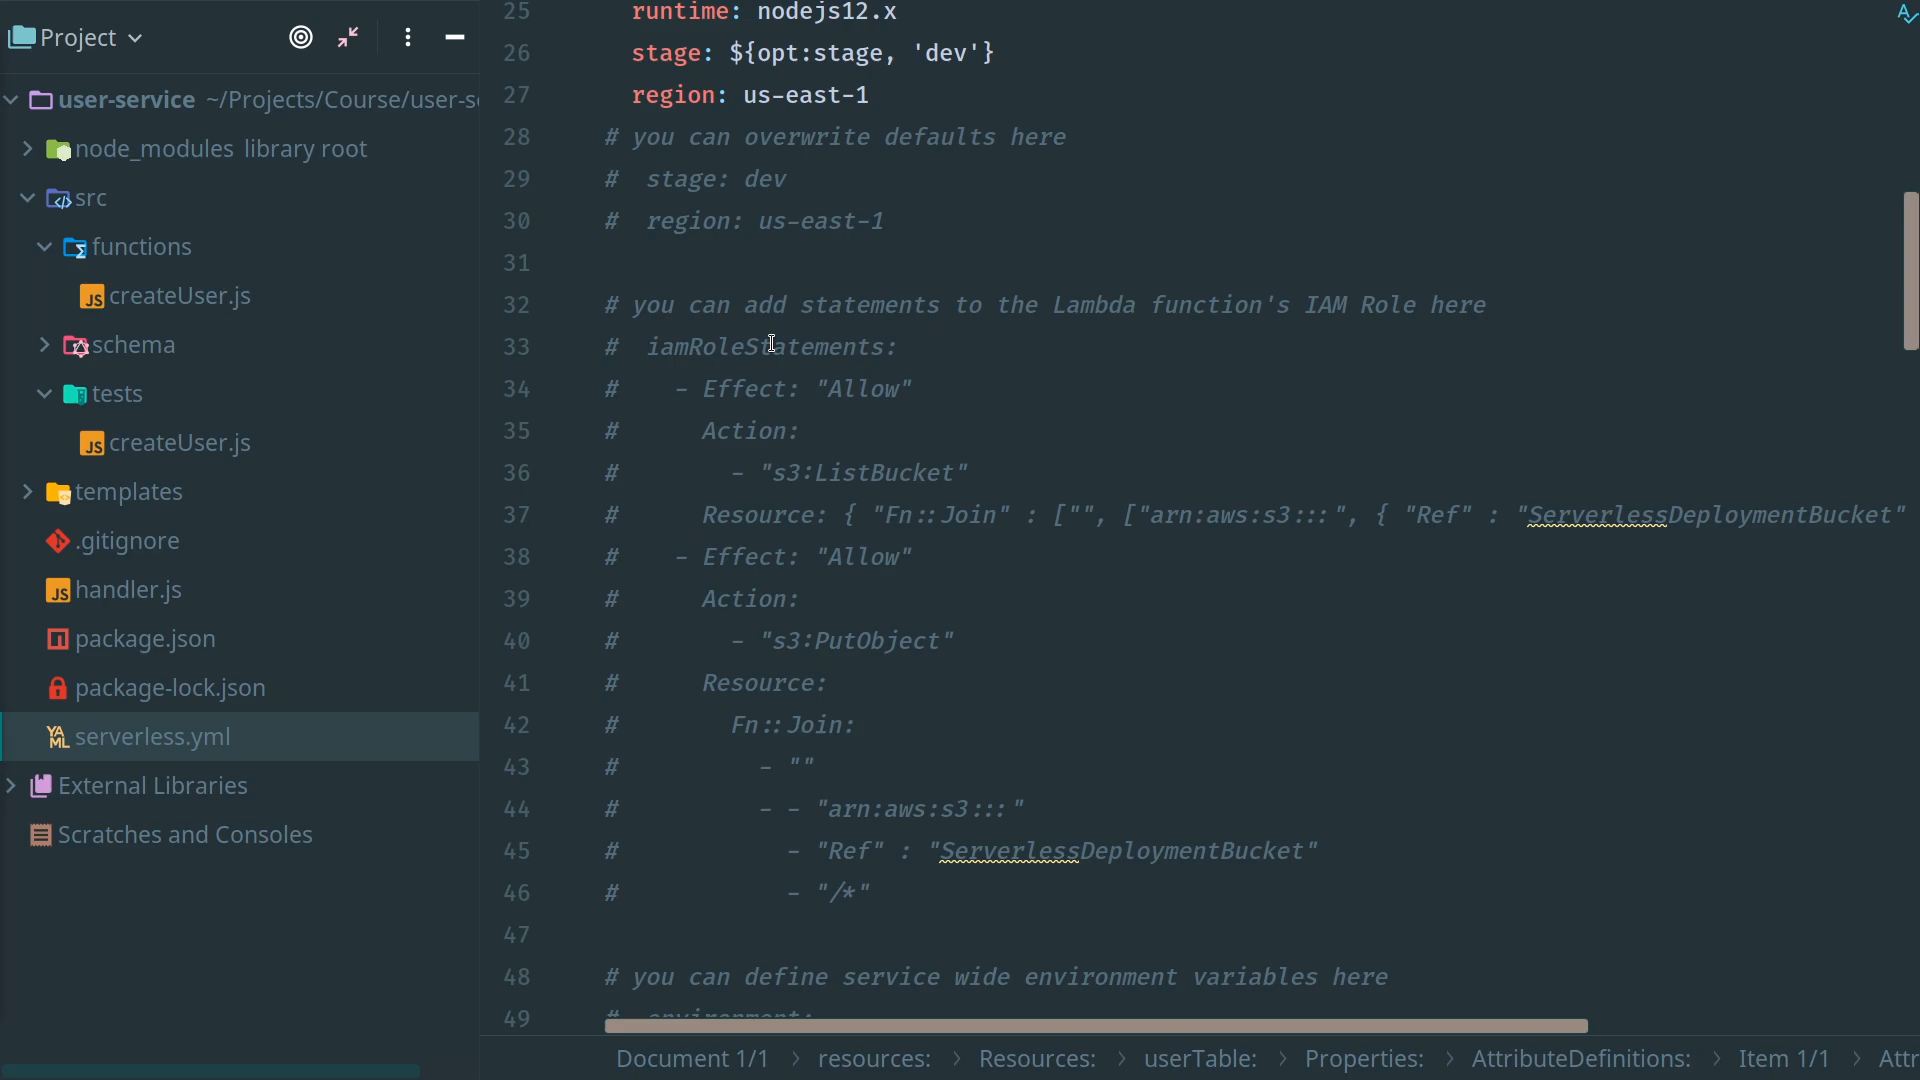 Project
user-service ~/Projects/Course/user-s
node_modules library root
src
functions
createUser.js
schema
tests
createUser.js
templates
.gitignore
handler.js
package.json
package-lock.json
serverless.yml
External Libraries
Scratches and Consoles
25 runtime: nodejs12.x
26 stage: ${opt:stage, 'dev'}
27 region: us-east-1
28 # you can overwrite defaults here
29 #  stage: dev
30 #  region: us-east-1
31
32 # you can add statements to the Lambda function's IAM Role here
33 #  iamRoleStatements:
34 #    - Effect: "Allow"
35 #      Action:
36 #        - "s3:ListBucket"
37 #      Resource: { "Fn::Join" : ["", ["arn:aws:s3:::", { "Ref" : "ServerlessDeploymentBucket"
38 #    - Effect: "Allow"
39 #      Action:
40 #        - "s3:PutObject"
41 #      Resource:
42 #        Fn::Join:
43 #          - ""
44 #          - - "arn:aws:s3:::"
45 #            - "Ref" : "ServerlessDeploymentBucket"
46 #            - "/*"
47
48 # you can define service wide environment variables here
49 #  environment:
Document 1/1 > resources: > Resources: > userTable: > Properties: > AttributeDefinitions: > Item 1/1 > Attr